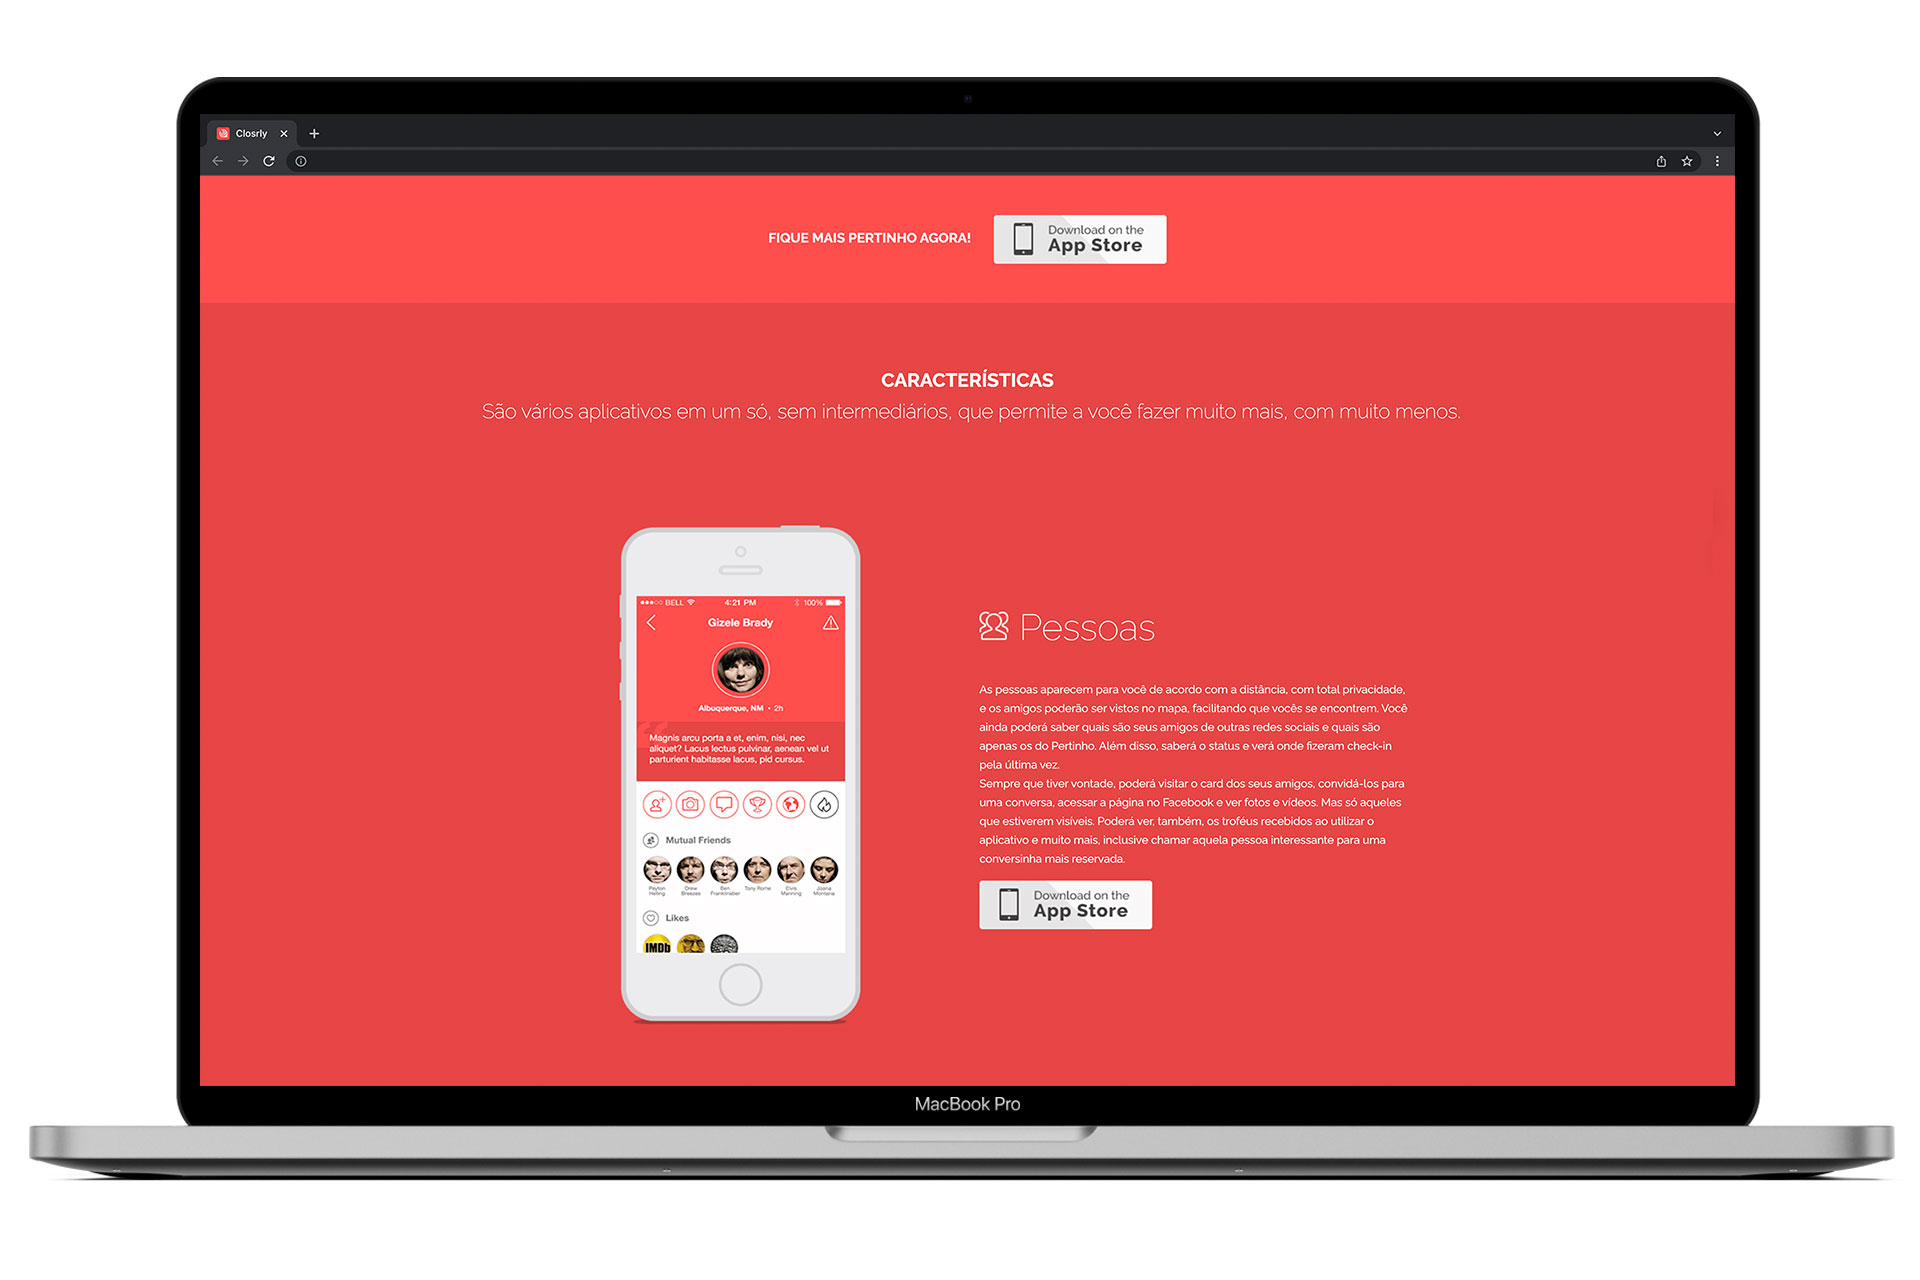 Closrly
FIQUE MAIS PERTINHO AGORA!
Download on the
App Store
CARACTERÍSTICAS
São vários aplicativos em um só, sem intermediários, que permite a você fazer muito mais, com muito menos.
BELL
4:21 PM
100%
Gizele Brady
Albuquerque, NM • 2h
Magnis arcu porta a et, enim, nisi, nec
aliquet? Lacus lectus pulvinar, aenean vel ut
parturient habitasse lacus, pid cursus.
Mutual Friends
Peyton
Heling
Drew
Breezes
Ben
Franklinaber
Tony Rome
Elvis
Manning
Joana
Montana
Likes
IMDb
Pessoas
As pessoas aparecem para você de acordo com a distância, com total privacidade,
e os amigos poderão ser vistos no mapa, facilitando que vocês se encontrem. Você
ainda poderá saber quais são seus amigos de outras redes sociais e quais são
apenas os do Pertinho. Além disso, saberá o status e verá onde fizeram check-in
pela última vez.
Sempre que tiver vontade, poderá visitar o card dos seus amigos, convidá-los para
uma conversa, acessar a página no Facebook e ver fotos e vídeos. Mas só aqueles
que estiverem visíveis. Poderá ver, também, os troféus recebidos ao utilizar o
aplicativo e muito mais, inclusive chamar aquela pessoa interessante para uma
conversinha mais reservada.
Download on the
App Store
MacBook Pro